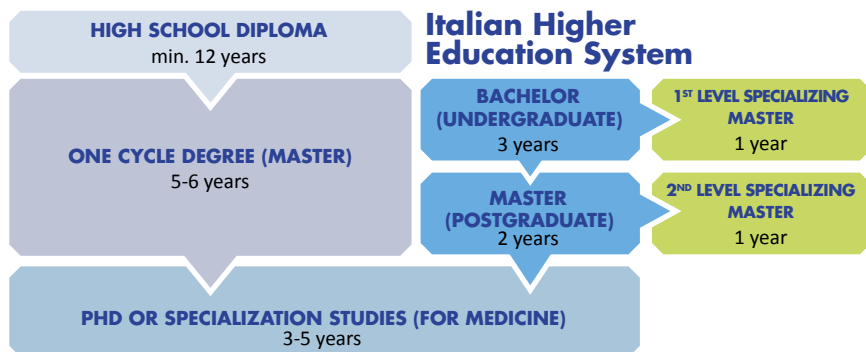 HIGH SCHOOL DIPLOMA
min. 12 years
Italian Higher
Education System
ONE CYCLE DEGREE (MASTER)
5-6 years
BACHELOR
(UNDERGRADUATE)
3 years
1ST LEVEL SPECIALIZING
MASTER
1 year
MASTER
(POSTGRADUATE)
2 years
2ND LEVEL SPECIALIZING
MASTER
1 year
PHD OR SPECIALIZATION STUDIES (FOR MEDICINE)
3-5 years